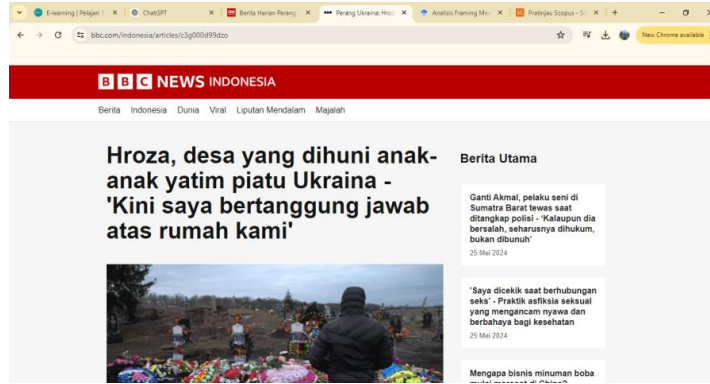 E-learning | Pelajari
ChatGPT
Berita Harian Perang
Perang Ukraina: Hroz
Analisis Framing Med
Pratinjau Scopus - Sc
bbc.com/indonesia/articles/c3g000d99dzo
New Chrome available
BBC NEWS INDONESIA
Berita Indonesia Dunia Viral Liputan Mendalam Majalah
Hroza, desa yang dihuni anak-
anak yatim piatu Ukraina -
'Kini saya bertanggung jawab
atas rumah kami'
Berita Utama
Ganti Akmal, pelaku seni di
Sumatra Barat tewas saat
ditangkap polisi - 'Kalaupun dia
bersalah, seharusnya dihukum,
bukan dibunuh'
25 Mei 2024
'Saya dicekik saat berhubungan
seks' - Praktik asfiksia seksual
yang mengancam nyawa dan
berbahaya bagi kesehatan
25 Mei 2024
Mengapa bisnis minuman boba